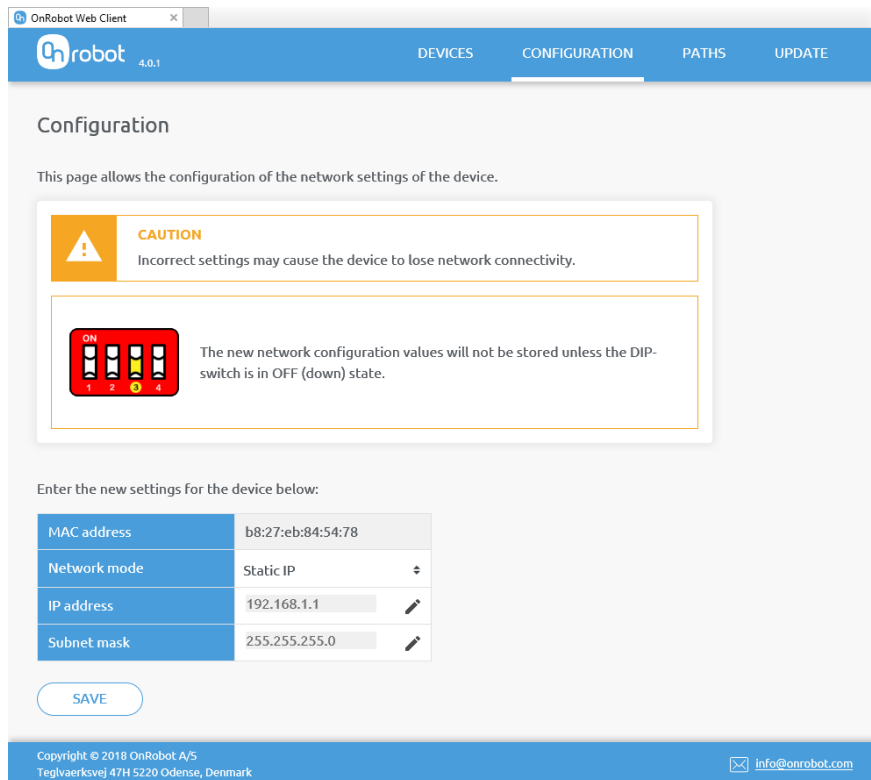 OnRobot Web Client
On robot 4.0.1
DEVICES CONFIGURATION PATHS UPDATE
Configuration
This page allows the configuration of the network settings of the device.
CAUTION
Incorrect settings may cause the device to lose network connectivity.
ON
1 2 3 4
The new network configuration values will not be stored unless the DIP-
switch is in OFF (down) state.
Enter the new settings for the device below:
MAC address b8:27:eb:84:54:78
Network mode Static IP
IP address 192.168.1.1
Subnet mask 255.255.255.0
SAVE
Copyright © 2018 OnRobot A/S
Teglvaerksvej 47H 5220 Odense, Denmark
info@onrobot.com